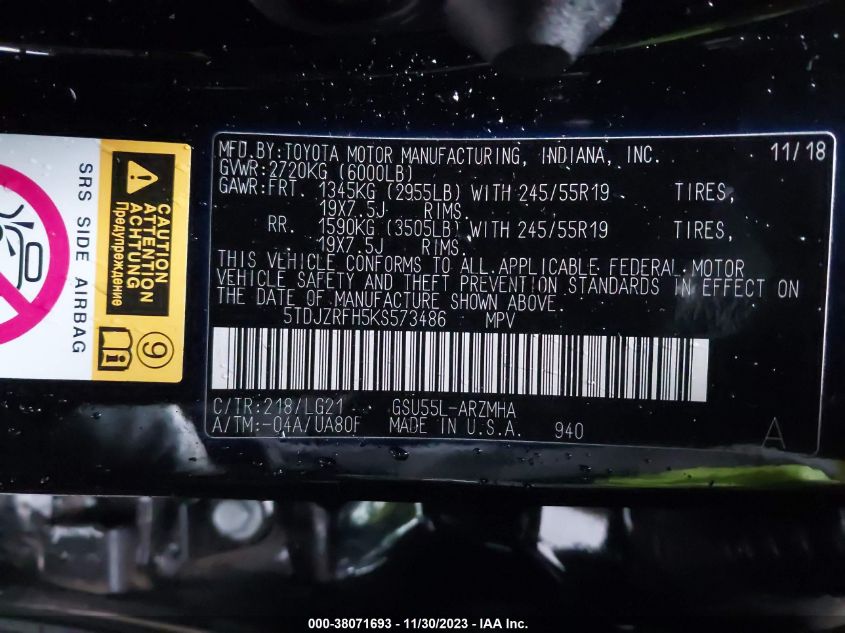 SRS SIDE AIRBAG
CAUTION
ATTENTION
ACHTUNG
Предупреждение
9
MFD.BY:TOYOTA MOTOR MANUFACTURING, INDIANA, INC. 11/18
GVWR:2720KG (6000LB)
GAWR:FRT. 1345KG (2955LB) WITH 245/55R19 TIRES,
19X7.5J RIMS.
RR. 1590KG (3505LB) WITH 245/55R19 TIRES,
19X7.5J RIMS.
THIS VEHICLE CONFORMS TO ALL APPLICABLE FEDERAL MOTOR
VEHICLE SAFETY AND THEFT PREVENTION STANDARDS IN EFFECT ON
THE DATE OF MANUFACTURE SHOWN ABOVE.
5TDJZRFH5KS573486 MPV
C/TR:218/LG21 GSU55L-ARZMHA
A/TM:-04A/UA80F MADE IN U.S.A. 940
A
000-38071693 - 11/30/2023 - IAA Inc.